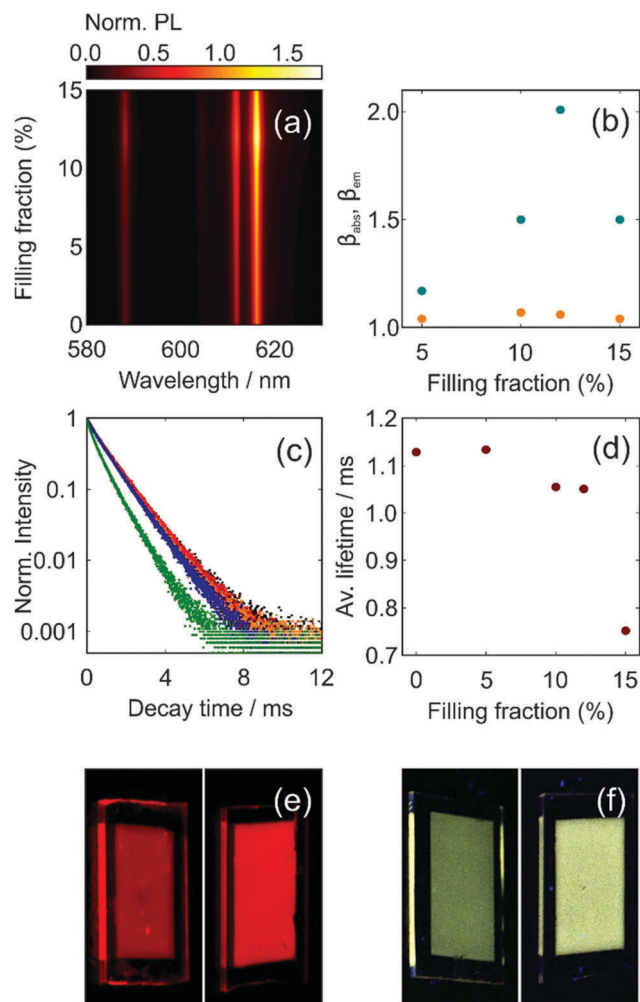 Norm. PL
0.0 0.5 1.0 1.5
(a)
15
10
5
0
Filling fraction (%)
580 600 620
Wavelength / nm
(b)
2.0
1.5
1.0
βabs, βem
5 10 15
Filling fraction (%)
(c)
1
0.1
0.01
0.001
Norm. Intensity
0 4 8 12
Decay time / ms
(d)
1.2
1.1
1.0
0.9
0.8
0.7
Av. lifetime / ms
0 5 10 15
Filling fraction (%)
(e)
(f)